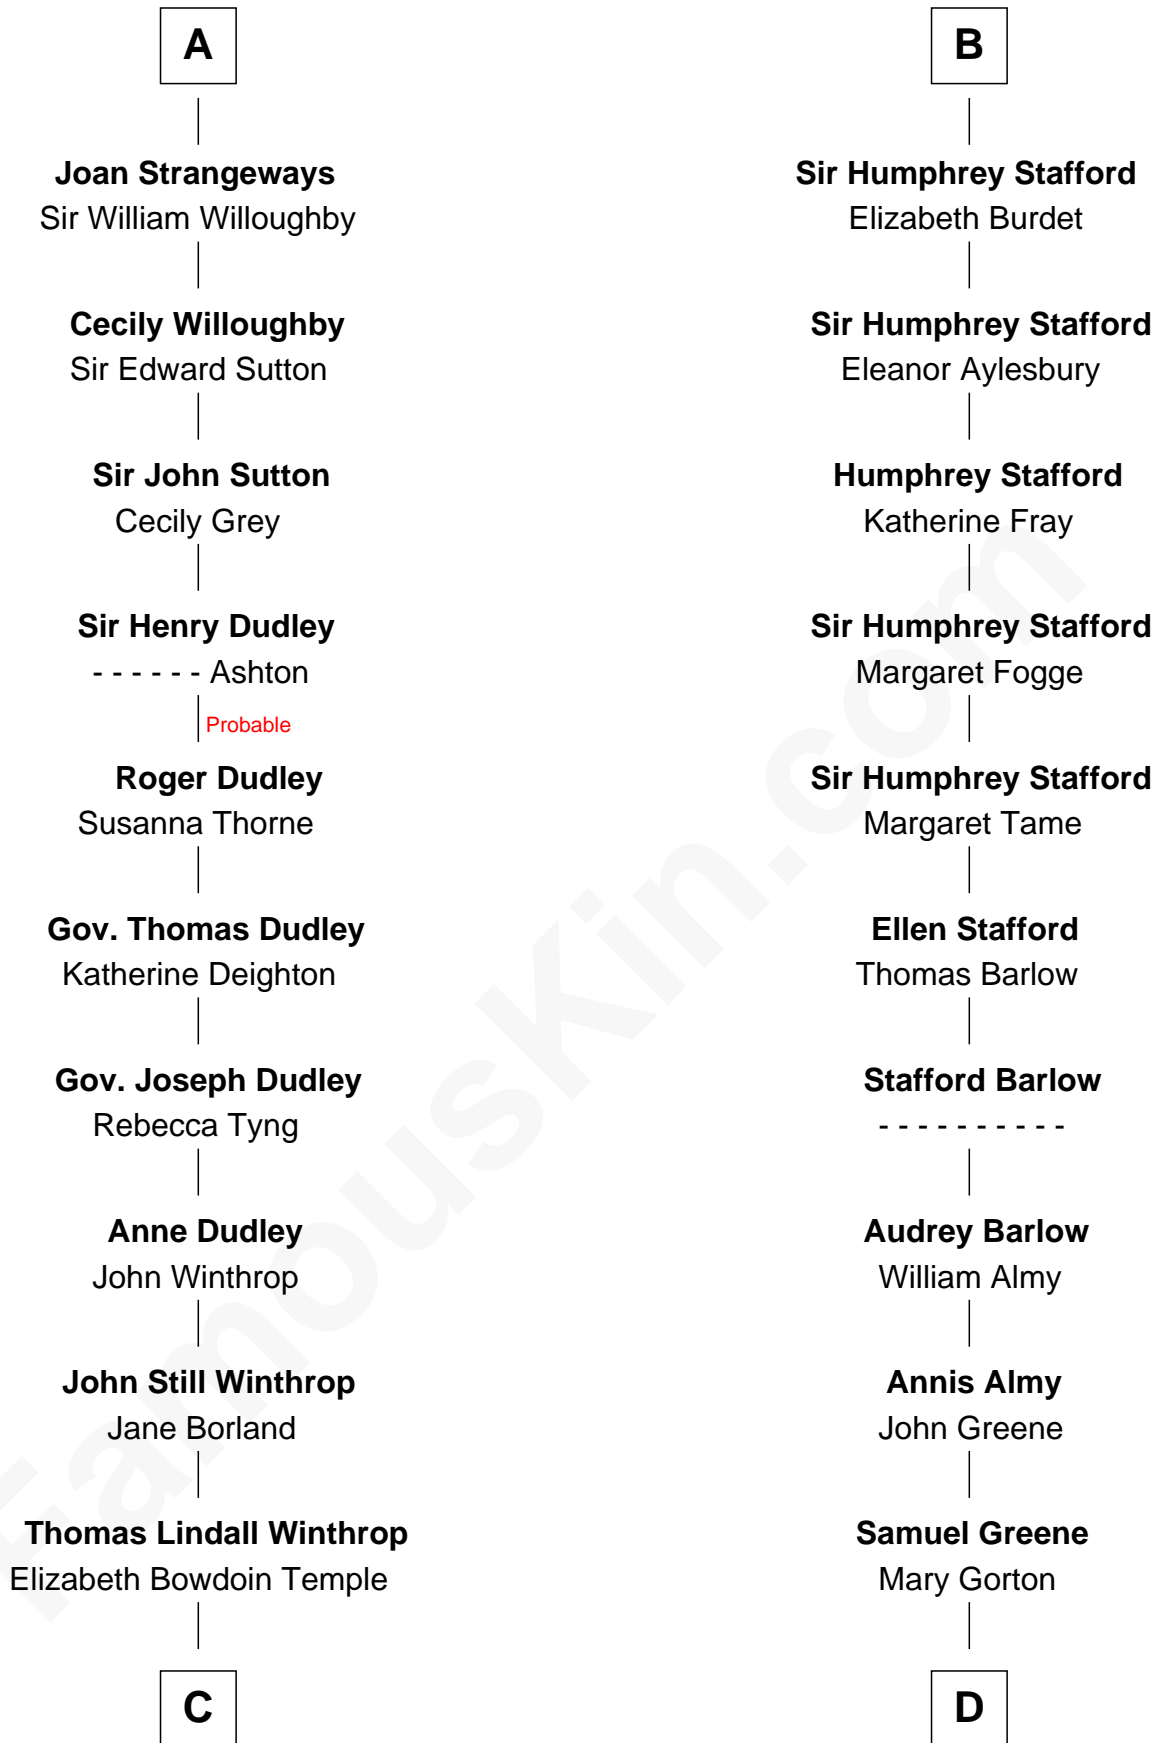 A
Joan Strangeways
Sir William Willoughby
Cecily Willoughby
Sir Edward Sutton
Sir John Sutton
Cecily Grey
Sir Henry Dudley
- - - - - - Ashton
Probable
Roger Dudley
Susanna Thorne
Gov. Thomas Dudley
Katherine Deighton
Gov. Joseph Dudley
Rebecca Tyng
Anne Dudley
John Winthrop
John Still Winthrop
Jane Borland
Thomas Lindall Winthrop
Elizabeth Bowdoin Temple
C
B
Sir Humphrey Stafford
Elizabeth Burdet
Sir Humphrey Stafford
Eleanor Aylesbury
Humphrey Stafford
Katherine Fray
Sir Humphrey Stafford
Margaret Fogge
Sir Humphrey Stafford
Margaret Tame
Ellen Stafford
Thomas Barlow
Stafford Barlow
- - - - - - - - - -
Audrey Barlow
William Almy
Annis Almy
John Greene
Samuel Greene
Mary Gorton
D
FamousKin.com